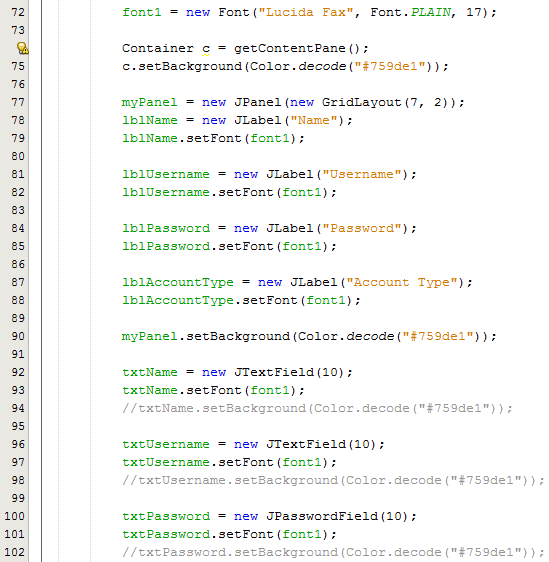 72 font1 = new Font("Lucida Fax", Font.PLAIN, 17);
73
Container c = getContentPane();
75 c.setBackground(Color.decode("#759de1"));
76
77 myPanel = new JPanel(new GridLayout(7, 2));
78 lblName = new JLabel("Name");
79 lblName.setFont(font1);
80
81 lblUsername = new JLabel("Username");
82 lblUsername.setFont(font1);
83
84 lblPassword = new JLabel("Password");
85 lblPassword.setFont(font1);
86
87 lblAccountType = new JLabel("Account Type");
88 lblAccountType.setFont(font1);
89
90 myPanel.setBackground(Color.decode("#759de1"));
91
92 txtName = new JTextField(10);
93 txtName.setFont(font1);
94 //txtName.setBackground(Color.decode("#759de1"));
95
96 txtUsername = new JTextField(10);
97 txtUsername.setFont(font1);
98 //txtUsername.setBackground(Color.decode("#759de1"));
99
100 txtPassword = new JPasswordField(10);
101 txtPassword.setFont(font1);
102 //txtPassword.setBackground(Color.decode("#759de1"));